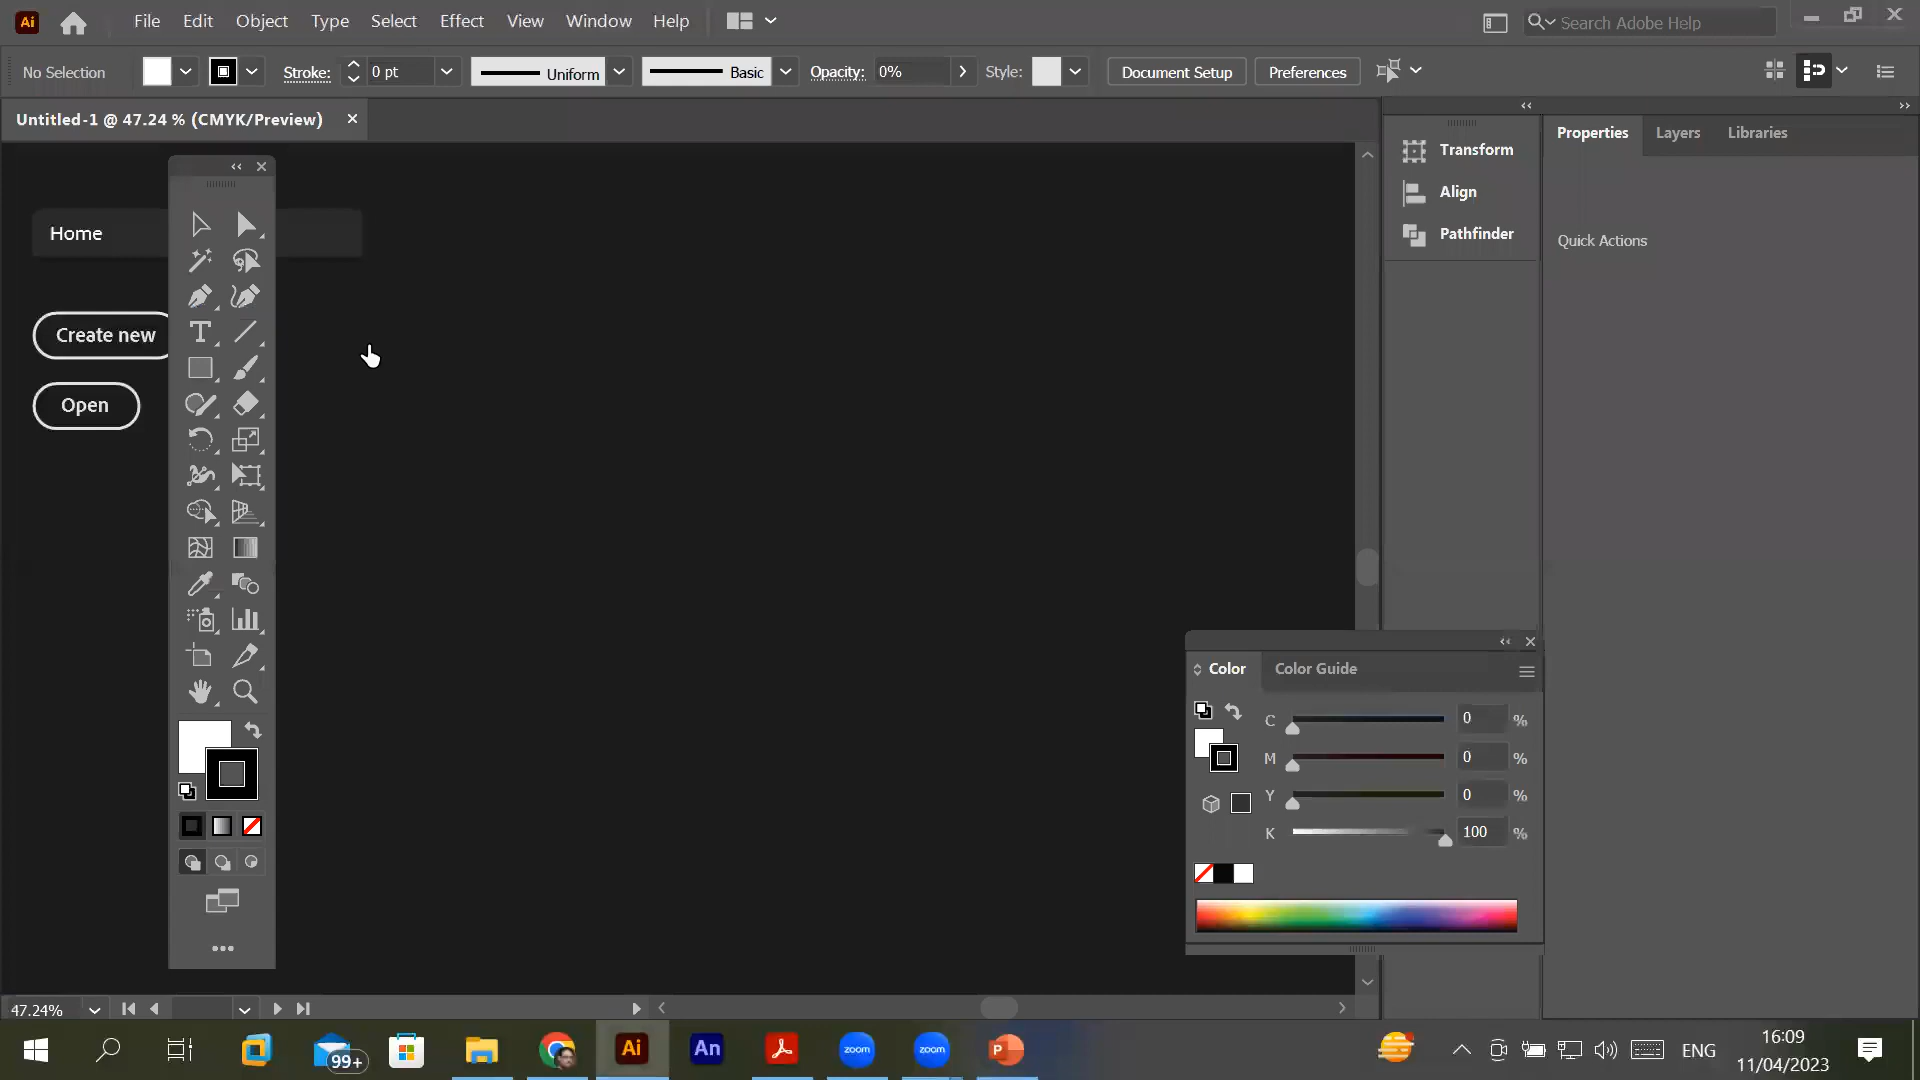 Ai File Edit Object Type Select Effect View Window Help Search Adobe Help
No Selection Stroke: 0 pt Uniform Basic Opacity: 0% Style: Document Setup Preferences
Untitled-1 @ 47.24 % (CMYK/Preview)
Home
Create new
Open
Transform
Align
Pathfinder
Properties Layers Libraries
Quick Actions
Color Color Guide
C 0 %
M 0 %
Y 0 %
K 100 %
47.24%
99+ Ai An zoom zoom P ENG 16:09
11/04/2023